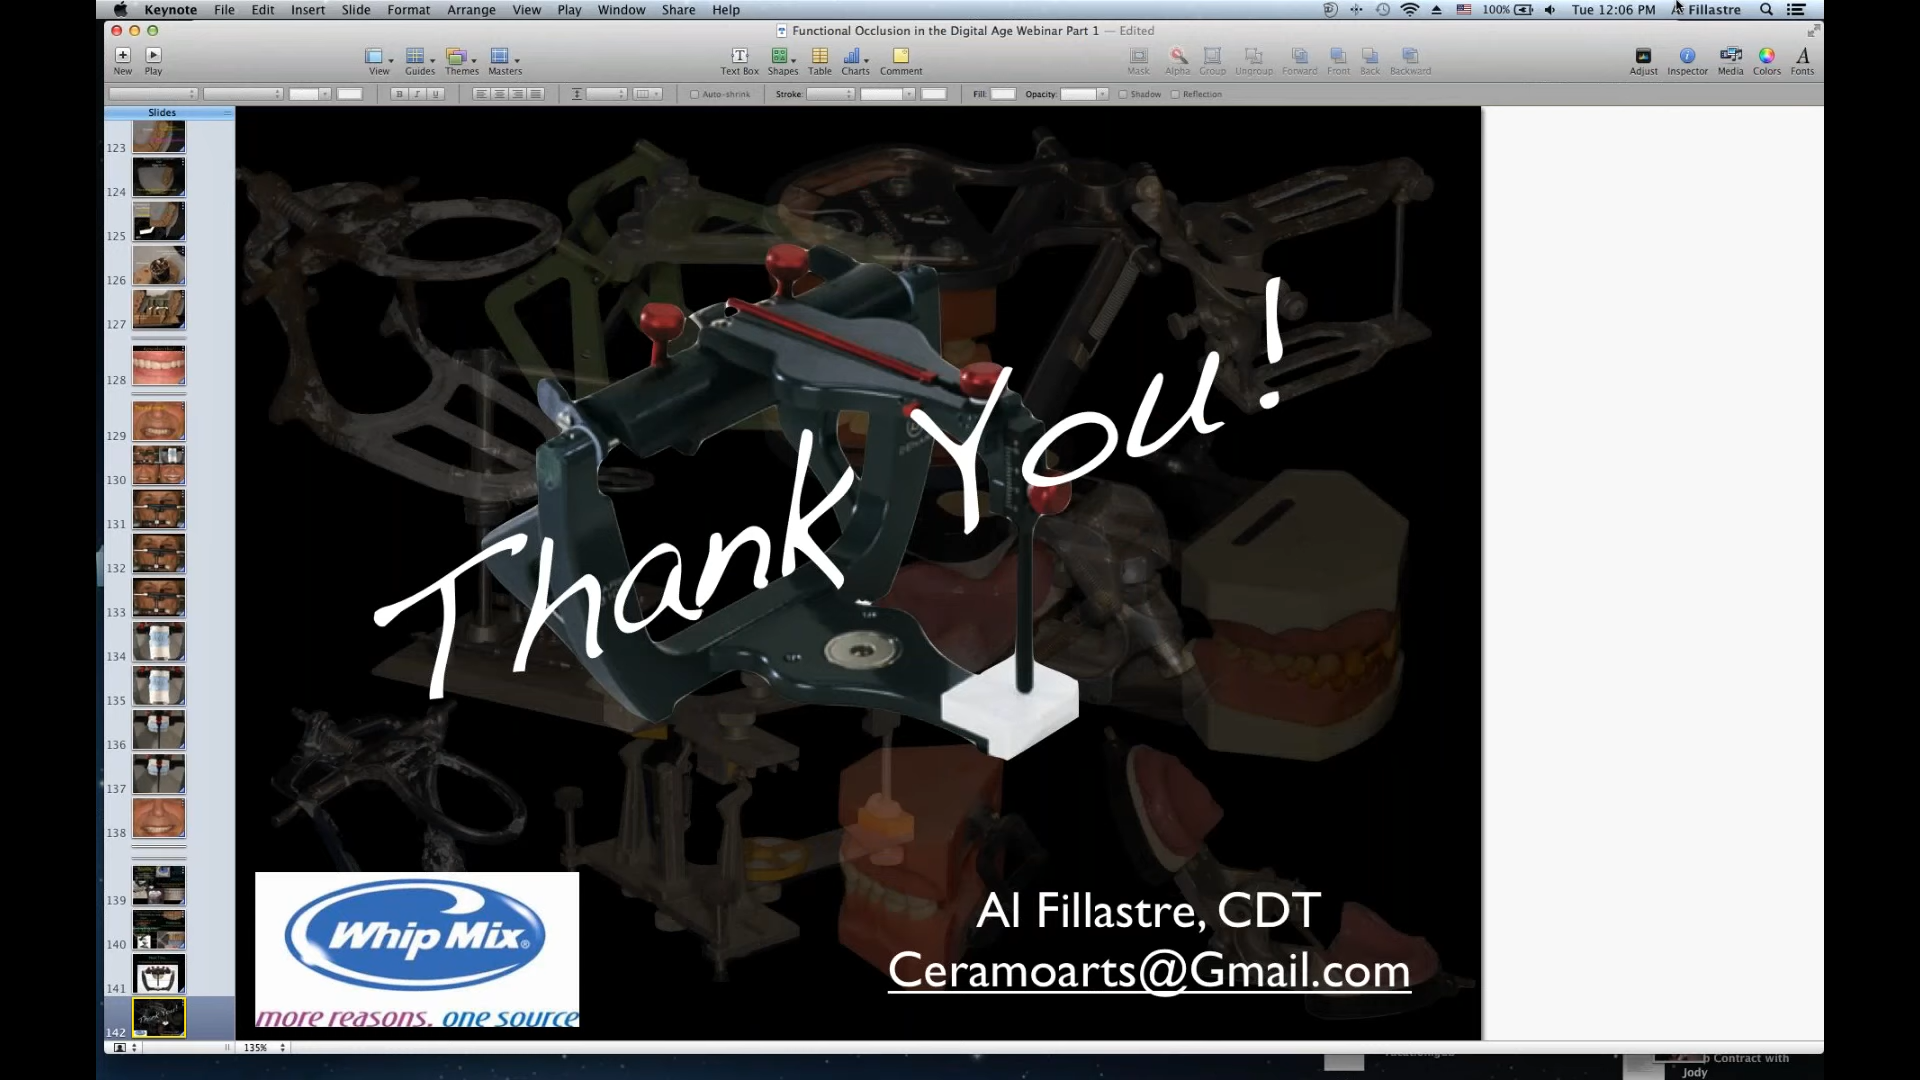 Keynote File Edit Insert Slide Format Arrange View Play Window Share Help
100% Tue 12:06 PM Fillastre
Functional Occlusion in the Digital Age Webinar Part 1 — Edited
New Play View Guides Themes Masters Text Box Shapes Table Charts Comment Mask Alpha Group Ungroup Forward Front Back Backward Adjust Inspector Media Colors Fonts
B I U Auto-shrink Stroke: Fill: Opacity: Shadow Reflection
Slides
123
124
125
126
127
128
129
130
131
132
133
134
135
136
137
138
139
140
141
142
Thank You!
Whip Mix®
more reasons. one source
Al Fillastre, CDT
Ceramoarts@Gmail.com
135%
Contract with
Jody